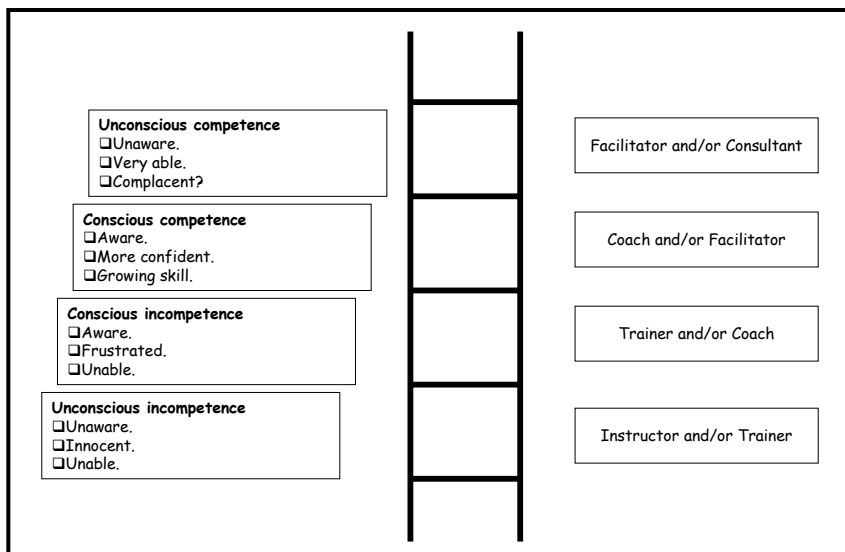 Unconscious competence
❑Unaware.
❑Very able.
❑Complacent?
Facilitator and/or Consultant
Conscious competence
❑Aware.
❑More confident.
❑Growing skill.
Coach and/or Facilitator
Conscious incompetence
❑Aware.
❑Frustrated.
❑Unable.
Trainer and/or Coach
Unconscious incompetence
❑Unaware.
❑Innocent.
❑Unable.
Instructor and/or Trainer